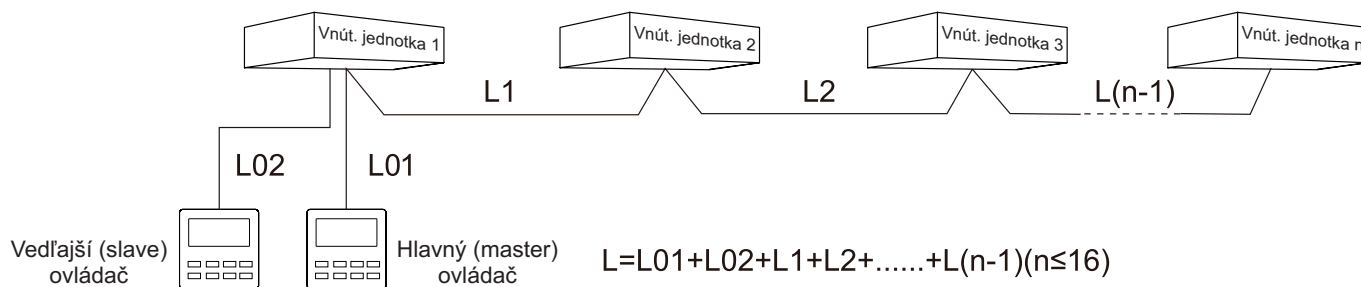 Vnút. jednotka 1
Vnút. jednotka 2
Vnút. jednotka 3
Vnút. jednotka n
L1
L2
L(n-1)
L02
L01
Vedľajší (slave)
ovládač
Hlavný (master)
ovládač
L=L01+L02+L1+L2+......+L(n-1)(n≤16)